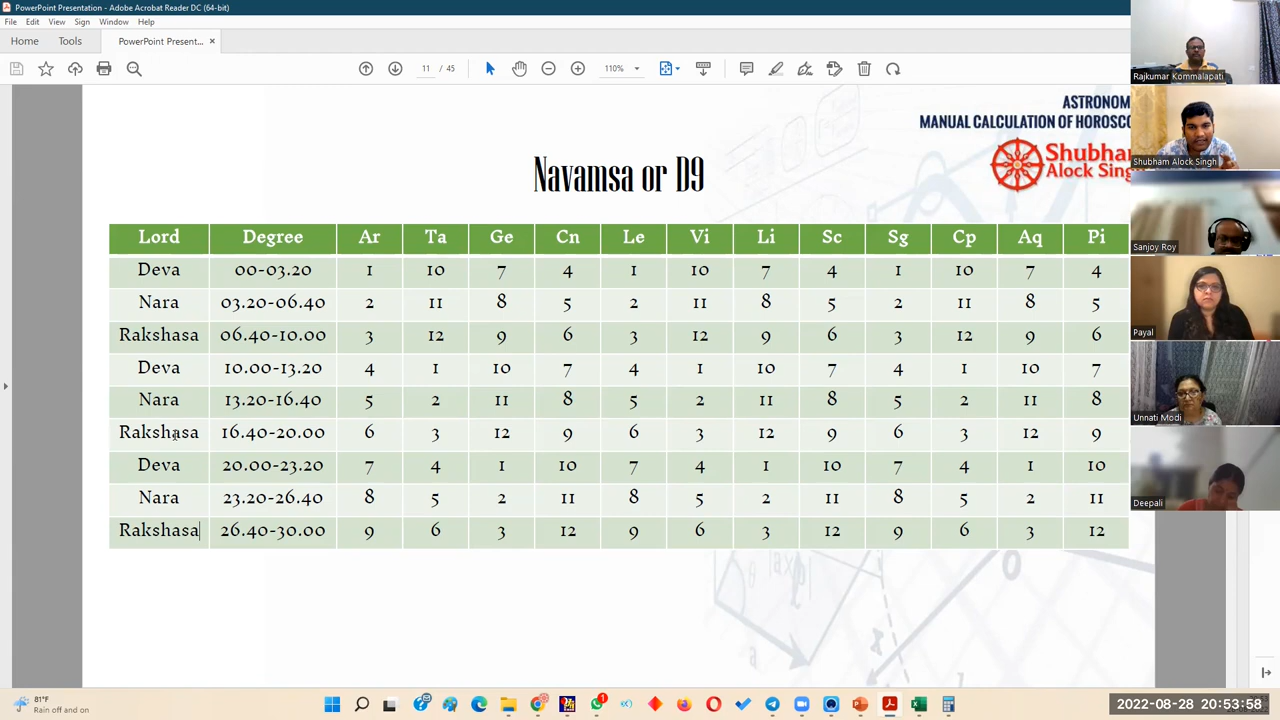 PowerPoint Presentation - Adobe Acrobat Reader DC (64-bit)
File Edit View Sign Window Help
Home Tools PowerPoint Present... ×
11 / 45 110%
ASTRONOM
MANUAL CALCULATION OF HOROSC
Shubham
Alock Sing
Navamsa or D9
Lord Degree Ar Ta Ge Cn Le Vi Li Sc Sg Cp Aq Pi
Deva 00-03.20 1 10 7 4 1 10 7 4 1 10 7 4
Nara 03.20-06.40 2 11 8 5 2 11 8 5 2 11 8 5
Rakshasa 06.40-10.00 3 12 9 6 3 12 9 6 3 12 9 6
Deva 10.00-13.20 4 1 10 7 4 1 10 7 4 1 10 7
Nara 13.20-16.40 5 2 11 8 5 2 11 8 5 2 11 8
Rakshasa 16.40-20.00 6 3 12 9 6 3 12 9 6 3 12 9
Deva 20.00-23.20 7 4 1 10 7 4 1 10 7 4 1 10
Nara 23.20-26.40 8 5 2 11 8 5 2 11 8 5 2 11
Rakshasa 26.40-30.00 9 6 3 12 9 6 3 12 9 6 3 12
Rajkumar Kommalapati
Shubham Alock Singh
Sanjoy Roy
Payal
Unnati Modi
Deepali
81°F
Rain off and on
1
2022-08-28 20:53:58